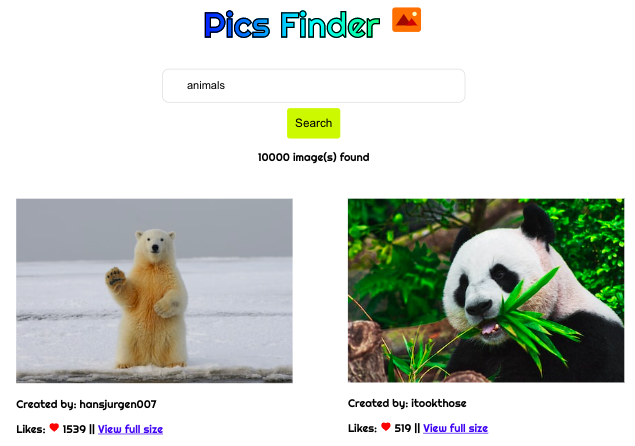 Pics Finder
animals
Search
10000 image(s) found
Created by: hansjurgen007
Likes: ❤ 1539 || View full size
Created by: itookthose
Likes: ❤ 519 || View full size